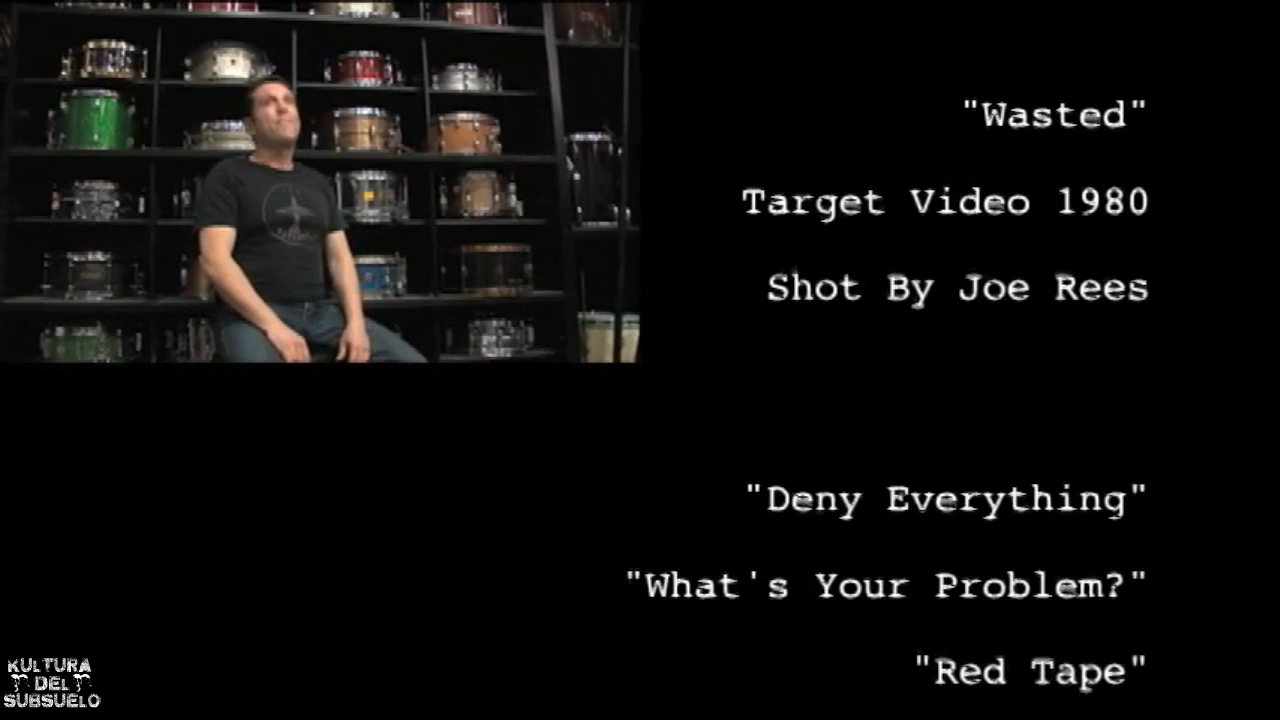 "Wasted"
Target Video 1980
Shot By Joe Rees
"Deny Everything"
"What's Your Problem?"
"Red Tape"
KULTURA
DEL
SUBSUELO